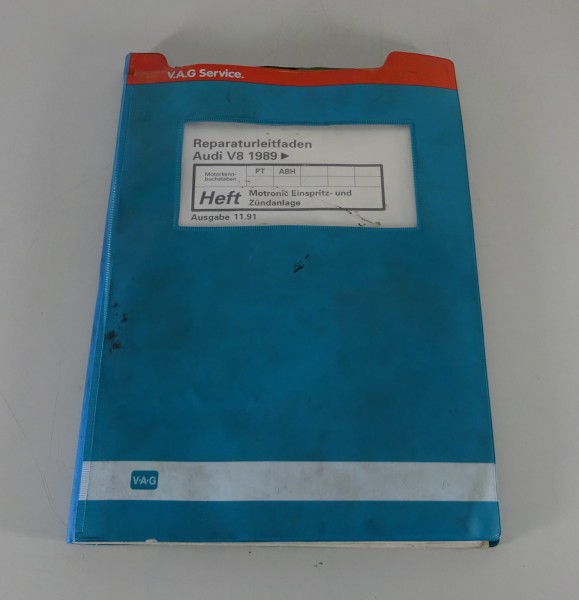 V.A.G Service.
Reparaturleitfaden
Audi V8 1989 ▶
Motorkenn-
buchstaben
PT ABH
Heft Motronic Einspritz- und
Zündanlage
Ausgabe 11.91
V·A·G